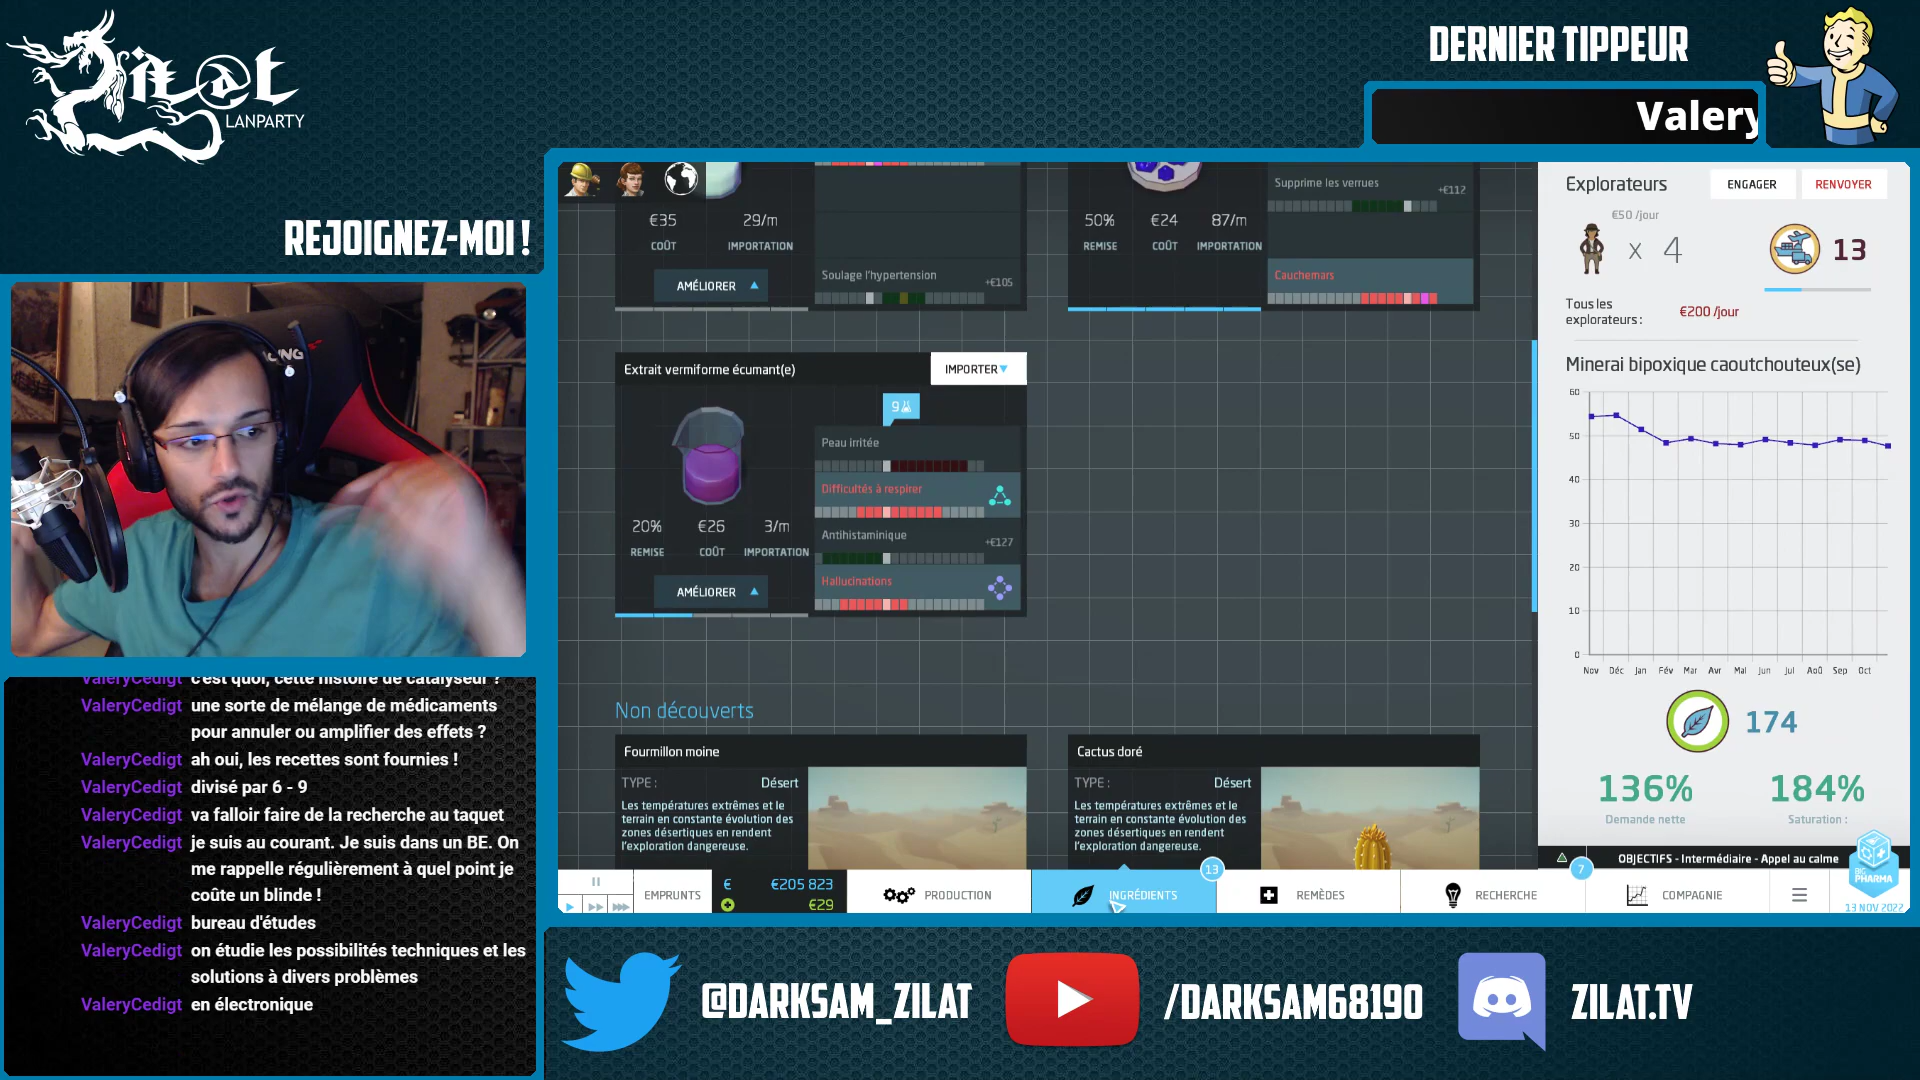 Zil@t
LANPARTY
REJOIGNEZ-MOI !
DERNIER TIPPEUR
Valery
€35
29/m
COÛT
IMPORTATION
AMÉLIORER
Soulage l'hypertension
+€105
50%
€24
87/m
REMISE
COÛT
IMPORTATION
Supprime les verrues
+€112
Cauchemars
Extrait vermiforme écumant(e)
IMPORTER
9
Peau irritée
Difficultés à respirer
20%
€26
3/m
REMISE
COÛT
IMPORTATION
Antihistaminique
+€127
Hallucinations
AMÉLIORER
Non découverts
Fourmillon moine
TYPE :
Désert
Les températures extrêmes et le
terrain en constante évolution des
zones désertiques en rendent
l'exploration dangereuse.
Cactus doré
TYPE :
Désert
Les températures extrêmes et le
terrain en constante évolution des
zones désertiques en rendent
l'exploration dangereuse.
Explorateurs
ENGAGER
RENVOYER
€50 /jour
x 4
13
Tous les
explorateurs :
€200 /jour
Minerai bipoxique caoutchouteux(se)
60
50
40
30
20
10
0
Nov Déc Jan Fév Mar Avr Mai Jun Jul Aoû Sep Oct
174
136%
184%
Demande nette
Saturation :
OBJECTIFS - Intermédiaire - Appel au calme
BIG
PHARMA
13 NOV 2022
EMPRUNTS
€
€205 823
€29
PRODUCTION
INGRÉDIENTS
13
REMÈDES
RECHERCHE
7
COMPAGNIE
ValeryCedigt c'est quoi, cette histoire de catalyseur ?
ValeryCedigt une sorte de mélange de médicaments
pour annuler ou amplifier des effets ?
ValeryCedigt ah oui, les recettes sont fournies !
ValeryCedigt divisé par 6 - 9
ValeryCedigt va falloir faire de la recherche au taquet
ValeryCedigt je suis au courant. Je suis dans un BE. On
me rappelle régulièrement à quel point je
coûte un blinde !
ValeryCedigt bureau d'études
ValeryCedigt on étudie les possibilités techniques et les
solutions à divers problèmes
ValeryCedigt en électronique
@DARKSAM_ZILAT
/DARKSAM68190
ZILAT.TV